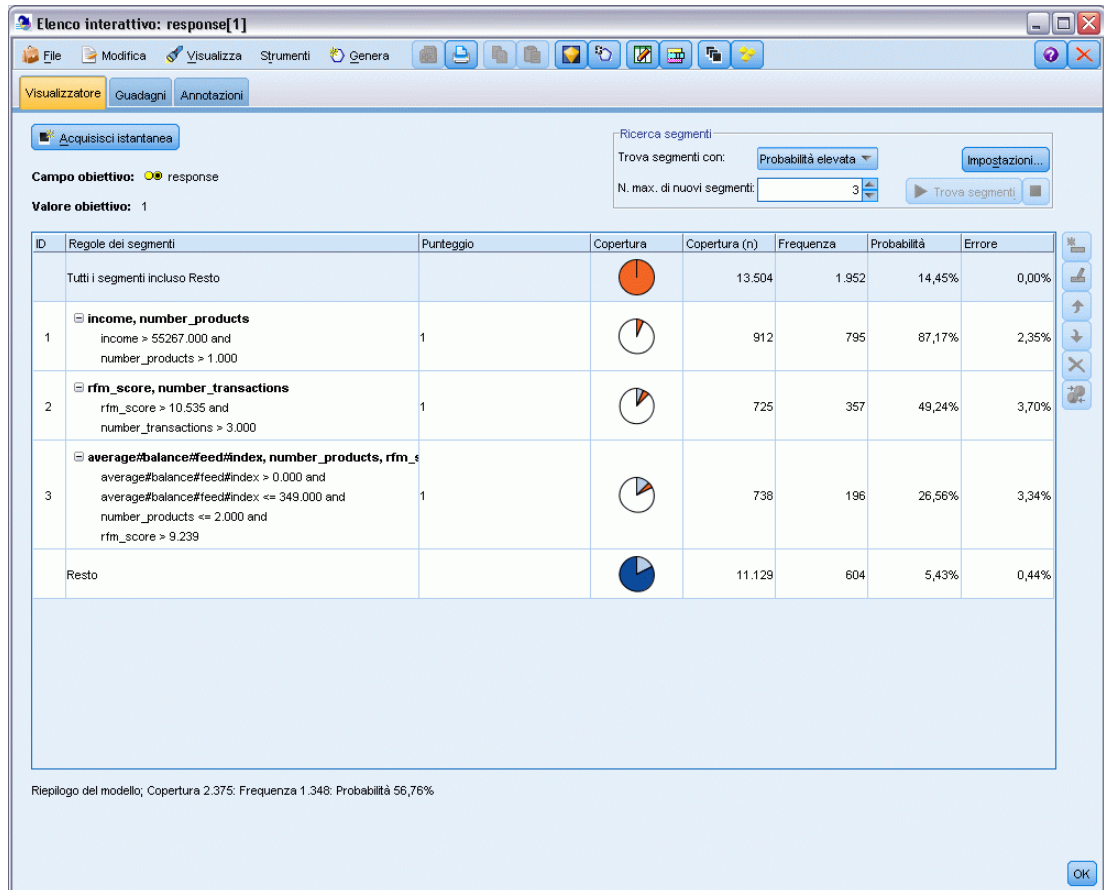 Elenco interattivo: response[1]
File Modifica Visualizza Strumenti Genera
Visualizzatore Guadagni Annotazioni
Acquisisci istantanea
Campo obiettivo: response
Valore obiettivo: 1
Ricerca segmenti
Trova segmenti con: Probabilità elevata Impostazioni...
N. max. di nuovi segmenti: 3 Trova segmenti
ID Regole dei segmenti Punteggio Copertura Copertura (n) Frequenza Probabilità Errore
Tutti i segmenti incluso Resto 13.504 1.952 14,45% 0,00%
income, number_products
income > 55267.000 and
1 1 912 795 87,17% 2,35%
number_products > 1.000
rfm_score, number_transactions
rfm_score > 10.535 and
2 1 725 357 49,24% 3,70%
number_transactions > 3.000
average#balance#feed#index, number_products, rfm_s
average#balance#feed#index > 0.000 and
average#balance#feed#index <= 349.000 and
3 1 738 196 26,56% 3,34%
number_products <= 2.000 and
rfm_score > 9.239
Resto 11.129 604 5,43% 0,44%
Riepilogo del modello; Copertura 2.375: Frequenza 1.348: Probabilità 56,76%
OK